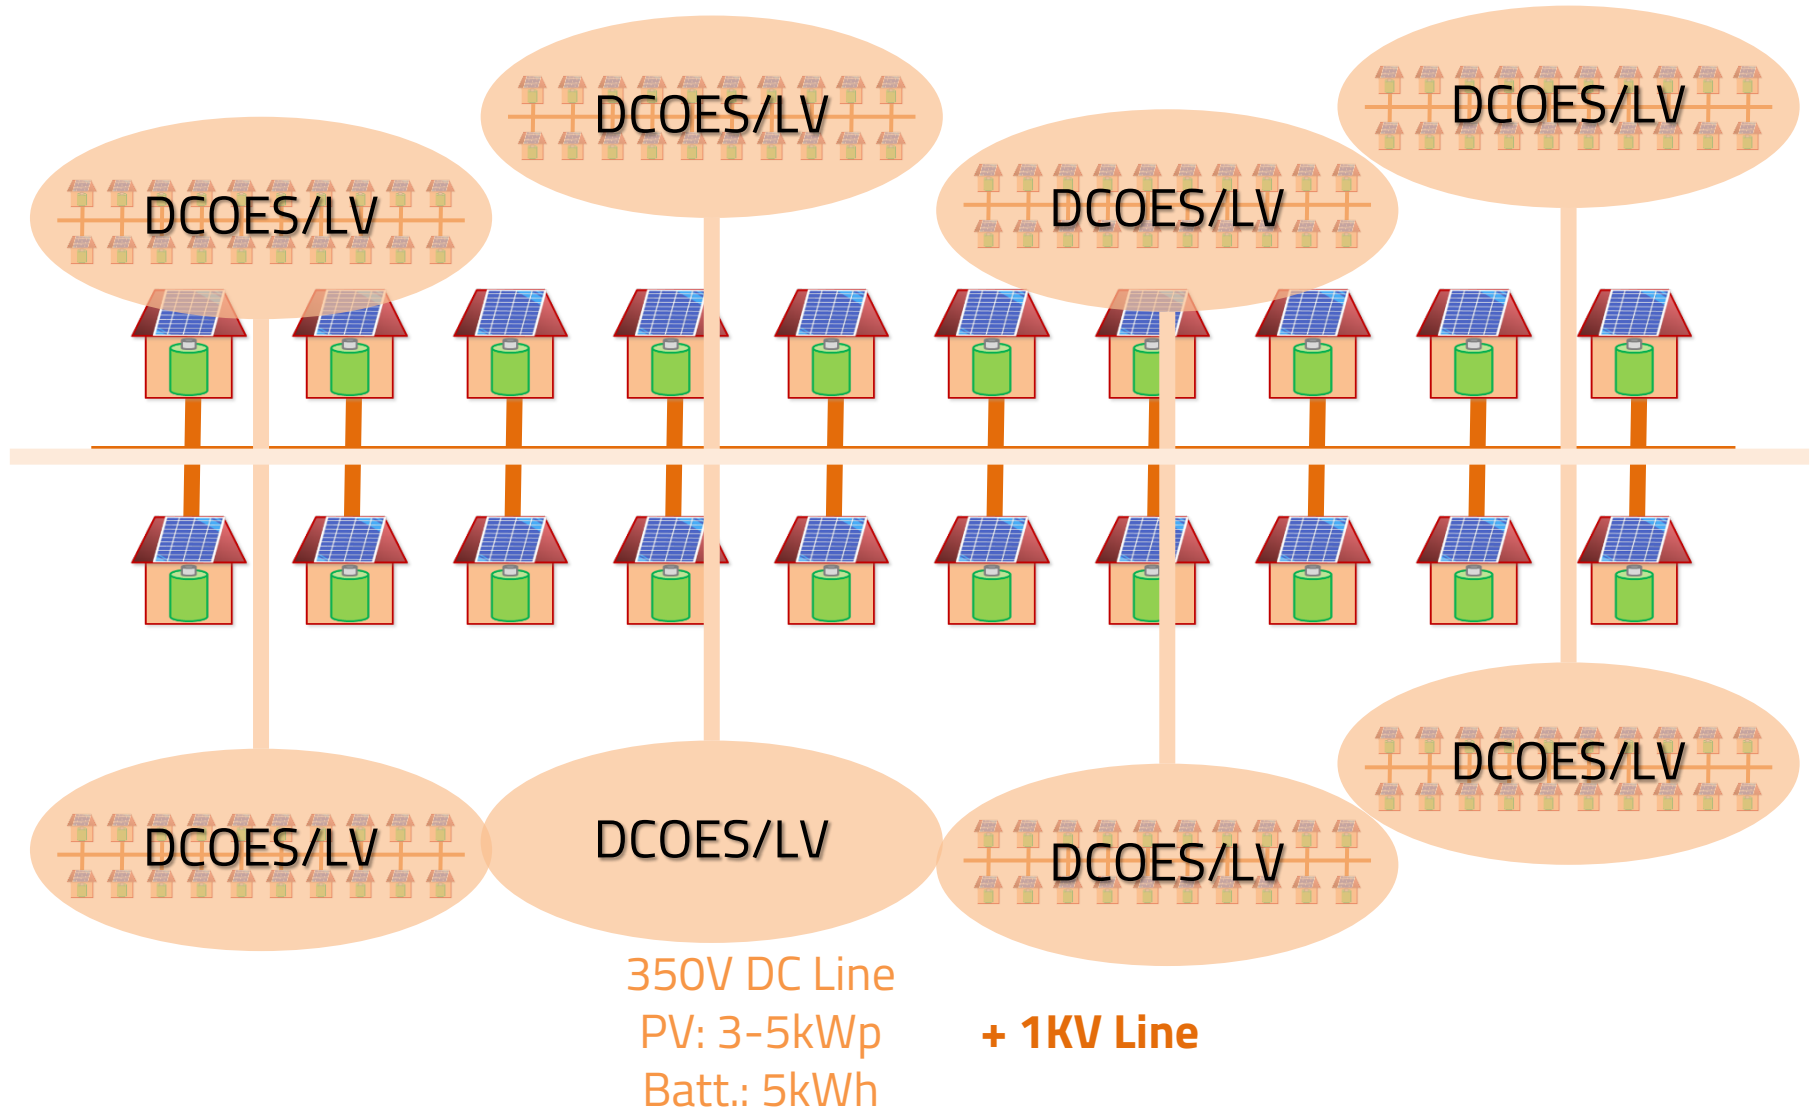 DCOES/LV
DCOES/LV
DCOES/LV
DCOES/LV
DCOES/LV
DCOES/LV
DCOES/LV
DCOES/LV
350V DC Line
PV: 3-5kWp
Batt.: 5kWh
+ 1KV Line